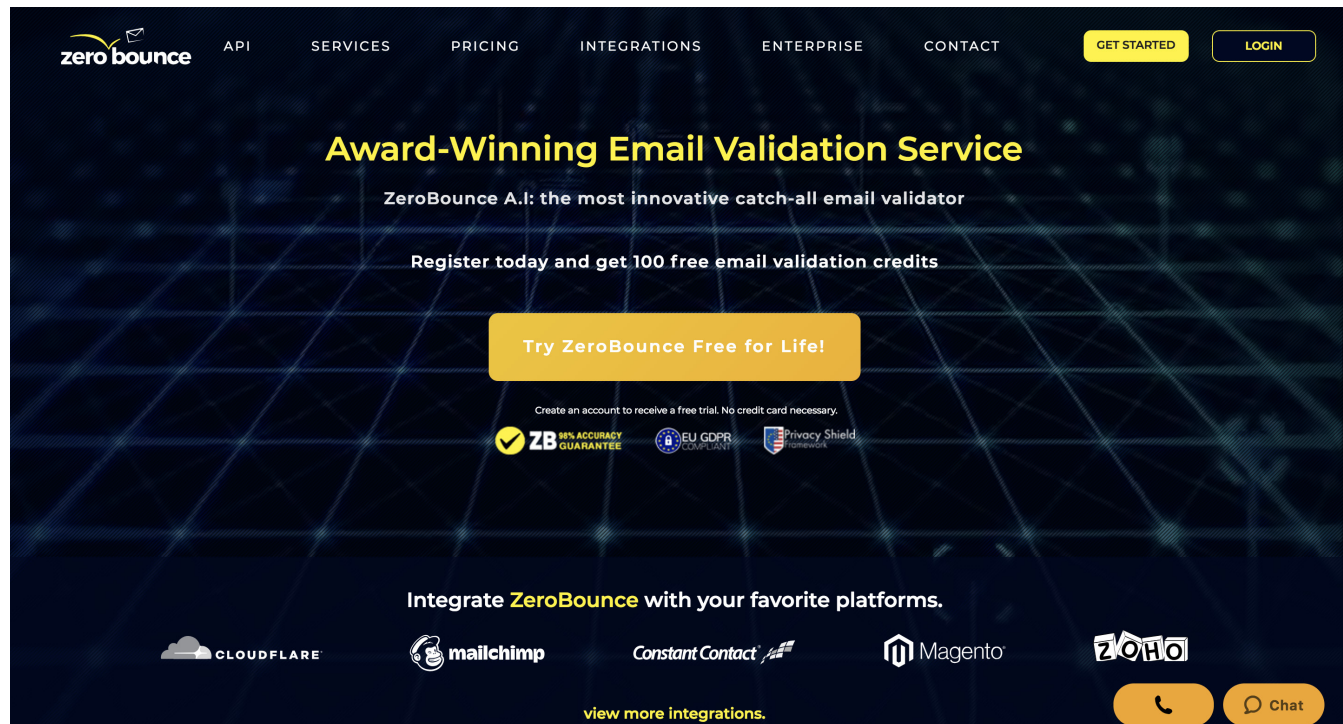 zero bounce
API SERVICES PRICING INTEGRATIONS ENTERPRISE CONTACT GET STARTED LOGIN
Award-Winning Email Validation Service
ZeroBounce A.I: the most innovative catch-all email validator
Register today and get 100 free email validation credits
Try ZeroBounce Free for Life!
Create an account to receive a free trial. No credit card necessary.
ZB 98% ACCURACY GUARANTEE
EU GDPR COMPLIANT
Privacy Shield Framework
Integrate ZeroBounce with your favorite platforms.
CLOUDFLARE mailchimp Constant Contact Magento ZOHO
view more integrations.
Chat